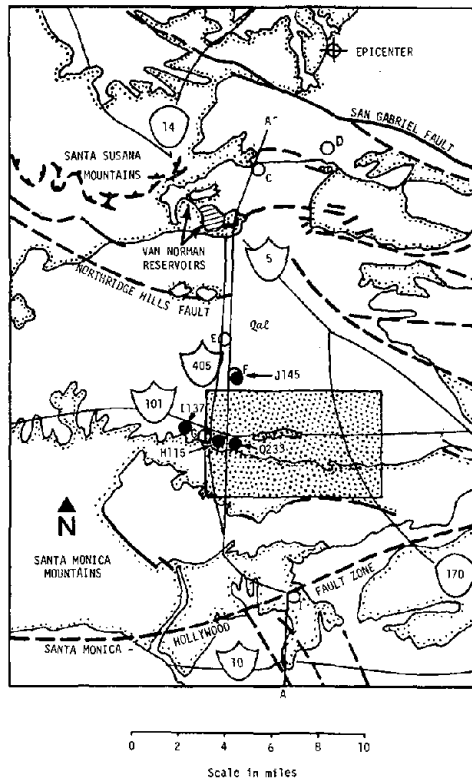 EPICENTER
A'
SAN GABRIEL FAULT
14
D
SANTA SUSANA
MOUNTAINS
C
VAN NORMAN
RESERVOIRS
5
NORTHRIDGE HILLS FAULT
Qal
E
405
F
J145
101
I137
H115
Q233
N
SANTA MONICA
MOUNTAINS
170
FAULT ZONE
HOLLYWOOD
SANTA MONICA -
10
A
0 2 4 6 8 10
Scale in miles